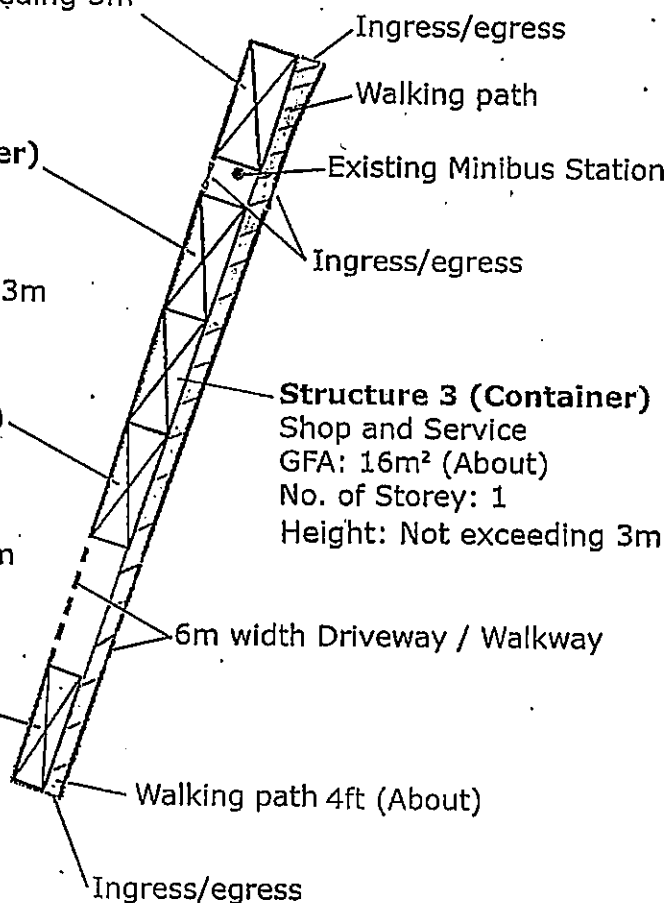 Ingress/egress
Walking path
Existing Minibus Station
Ingress/egress
3m
Structure 3 (Container)
Shop and Service
GFA: 16m² (About)
No. of Storey: 1
Height: Not exceeding 3m
6m width Driveway / Walkway
Walking path 4ft (About)
Ingress/egress